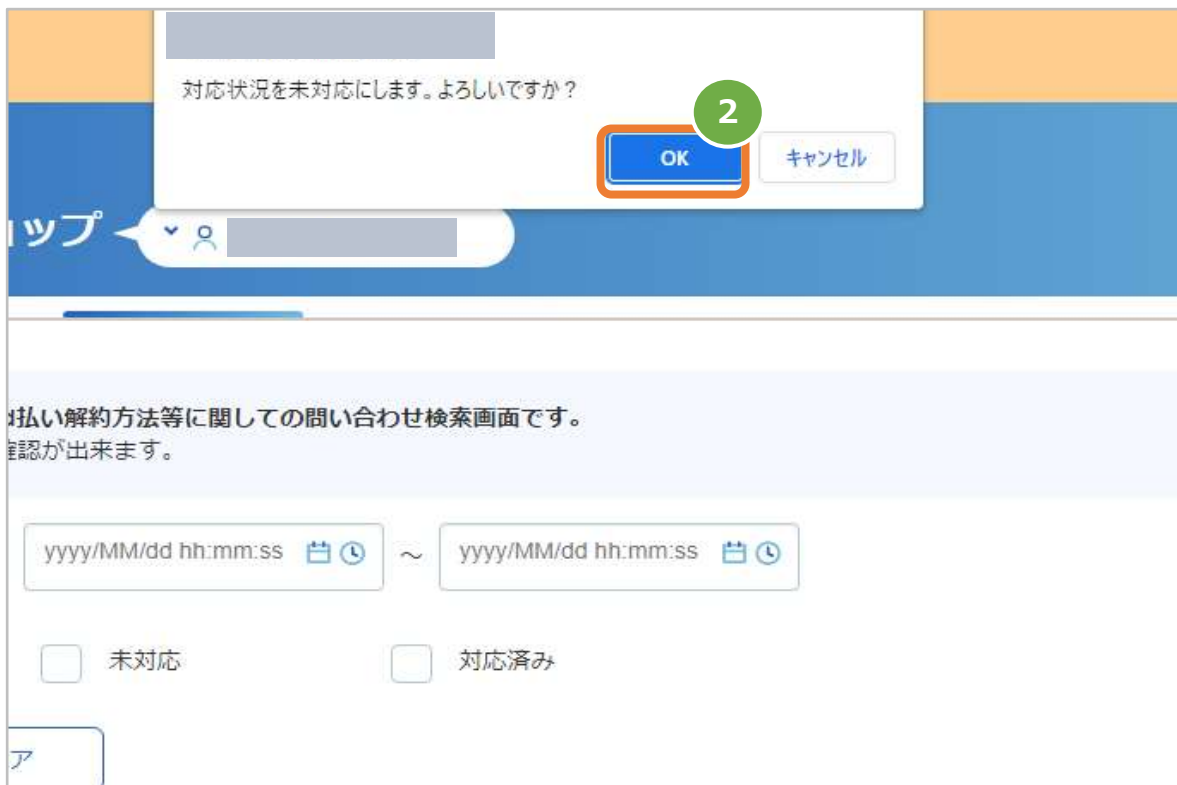 対応状況を未対応にします。よろしいですか？
2
OK
キャンセル
ップ
払い解約方法等に関しての問い合わせ検索画面です。
確認が出来ます。
yyyy/MM/dd hh:mm:ss ～ yyyy/MM/dd hh:mm:ss
未対応
対応済み
ア